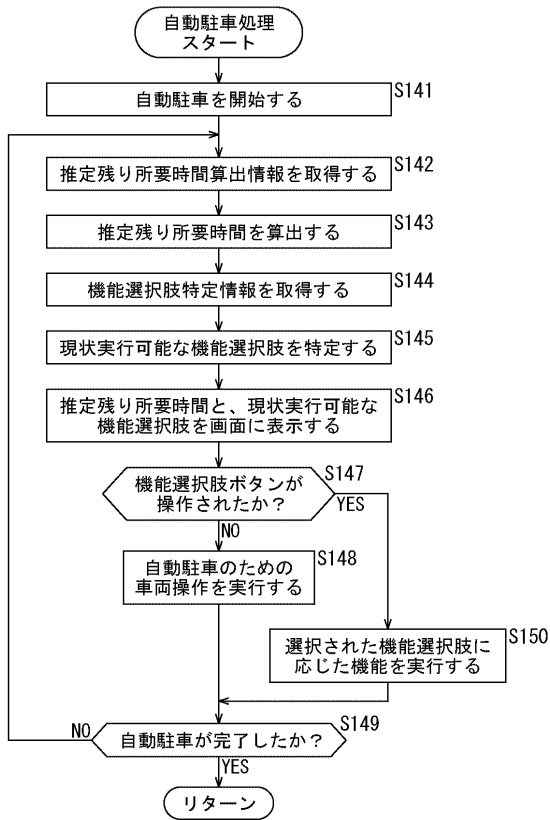 自動駐車処理
スタート
自動駐車を開始する
S141
推定残り所要時間算出情報を取得する
S142
推定残り所要時間を算出する
S143
機能選択肢特定情報を取得する
S144
現状実行可能な機能選択肢を特定する
S145
推定残り所要時間と、現状実行可能な
機能選択肢を画面に表示する
S146
機能選択肢ボタンが
操作されたか？
S147
YES
NO
自動駐車のための
車両操作を実行する
S148
選択された機能選択肢に
応じた機能を実行する
S150
自動駐車が完了したか？
S149
NO
YES
リターン